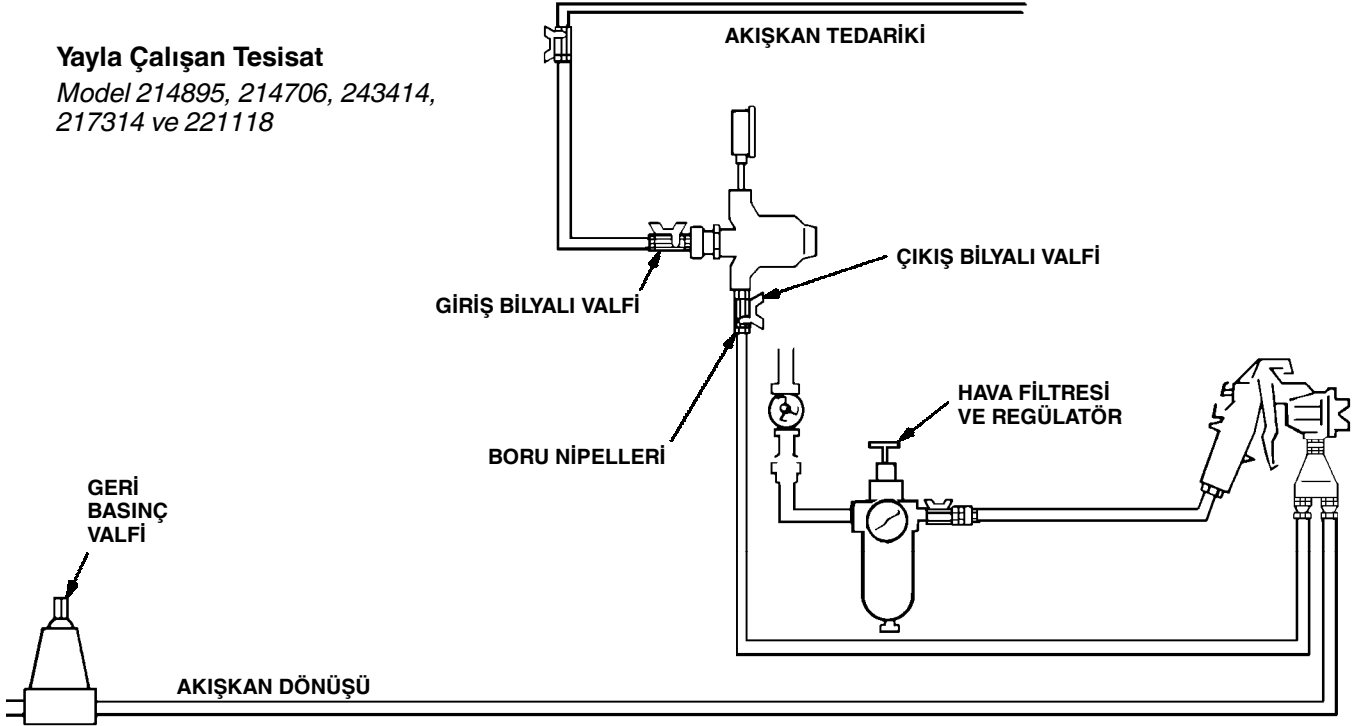 Yayla Çalışan Tesisat
Model 214895, 214706, 243414,
217314 ve 221118
AKIŞKAN TEDARİKİ
ÇIKIŞ BİLYALI VALFİ
GİRİŞ BİLYALI VALFİ
HAVA FİLTRESİ
VE REGÜLATÖR
BORU NİPELLERİ
GERİ
BASINÇ
VALFİ
AKIŞKAN DÖNÜŞÜ